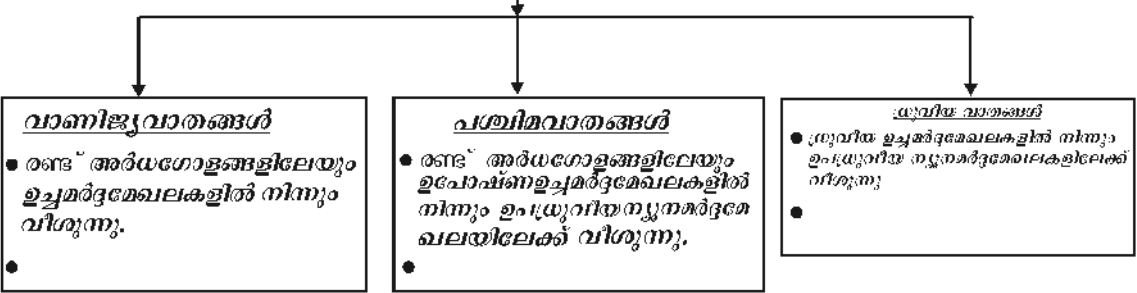 വാണിജ്യവാതങ്ങൾ
● രണ്ട് അർധഗോളങ്ങളിലേയും
ഉച്ചമർദ്ദമേഖലകളിൽ നിന്നും
വീശുന്നു.
●
പശ്ചിമവാതങ്ങൾ
● രണ്ട് അർധഗോളങ്ങളിലേയും
ഉപോഷ്ണഉച്ചമർദ്ദമേഖലകളിൽ
നിന്നും ഉപധ്രുവീയന്യൂനമർദ്ദമേ
ഖലയിലേക്ക് വീശുന്നു.
●
ധ്രുവീയ വാതങ്ങൾ
● ധ്രുവീയ ഉച്ചമർദ്ദമേഖലകളിൽ നിന്നും
ഉപധ്രുവീയ ന്യൂനമർദ്ദമേഖലകളിലേക്ക്
വീശുന്നു
●